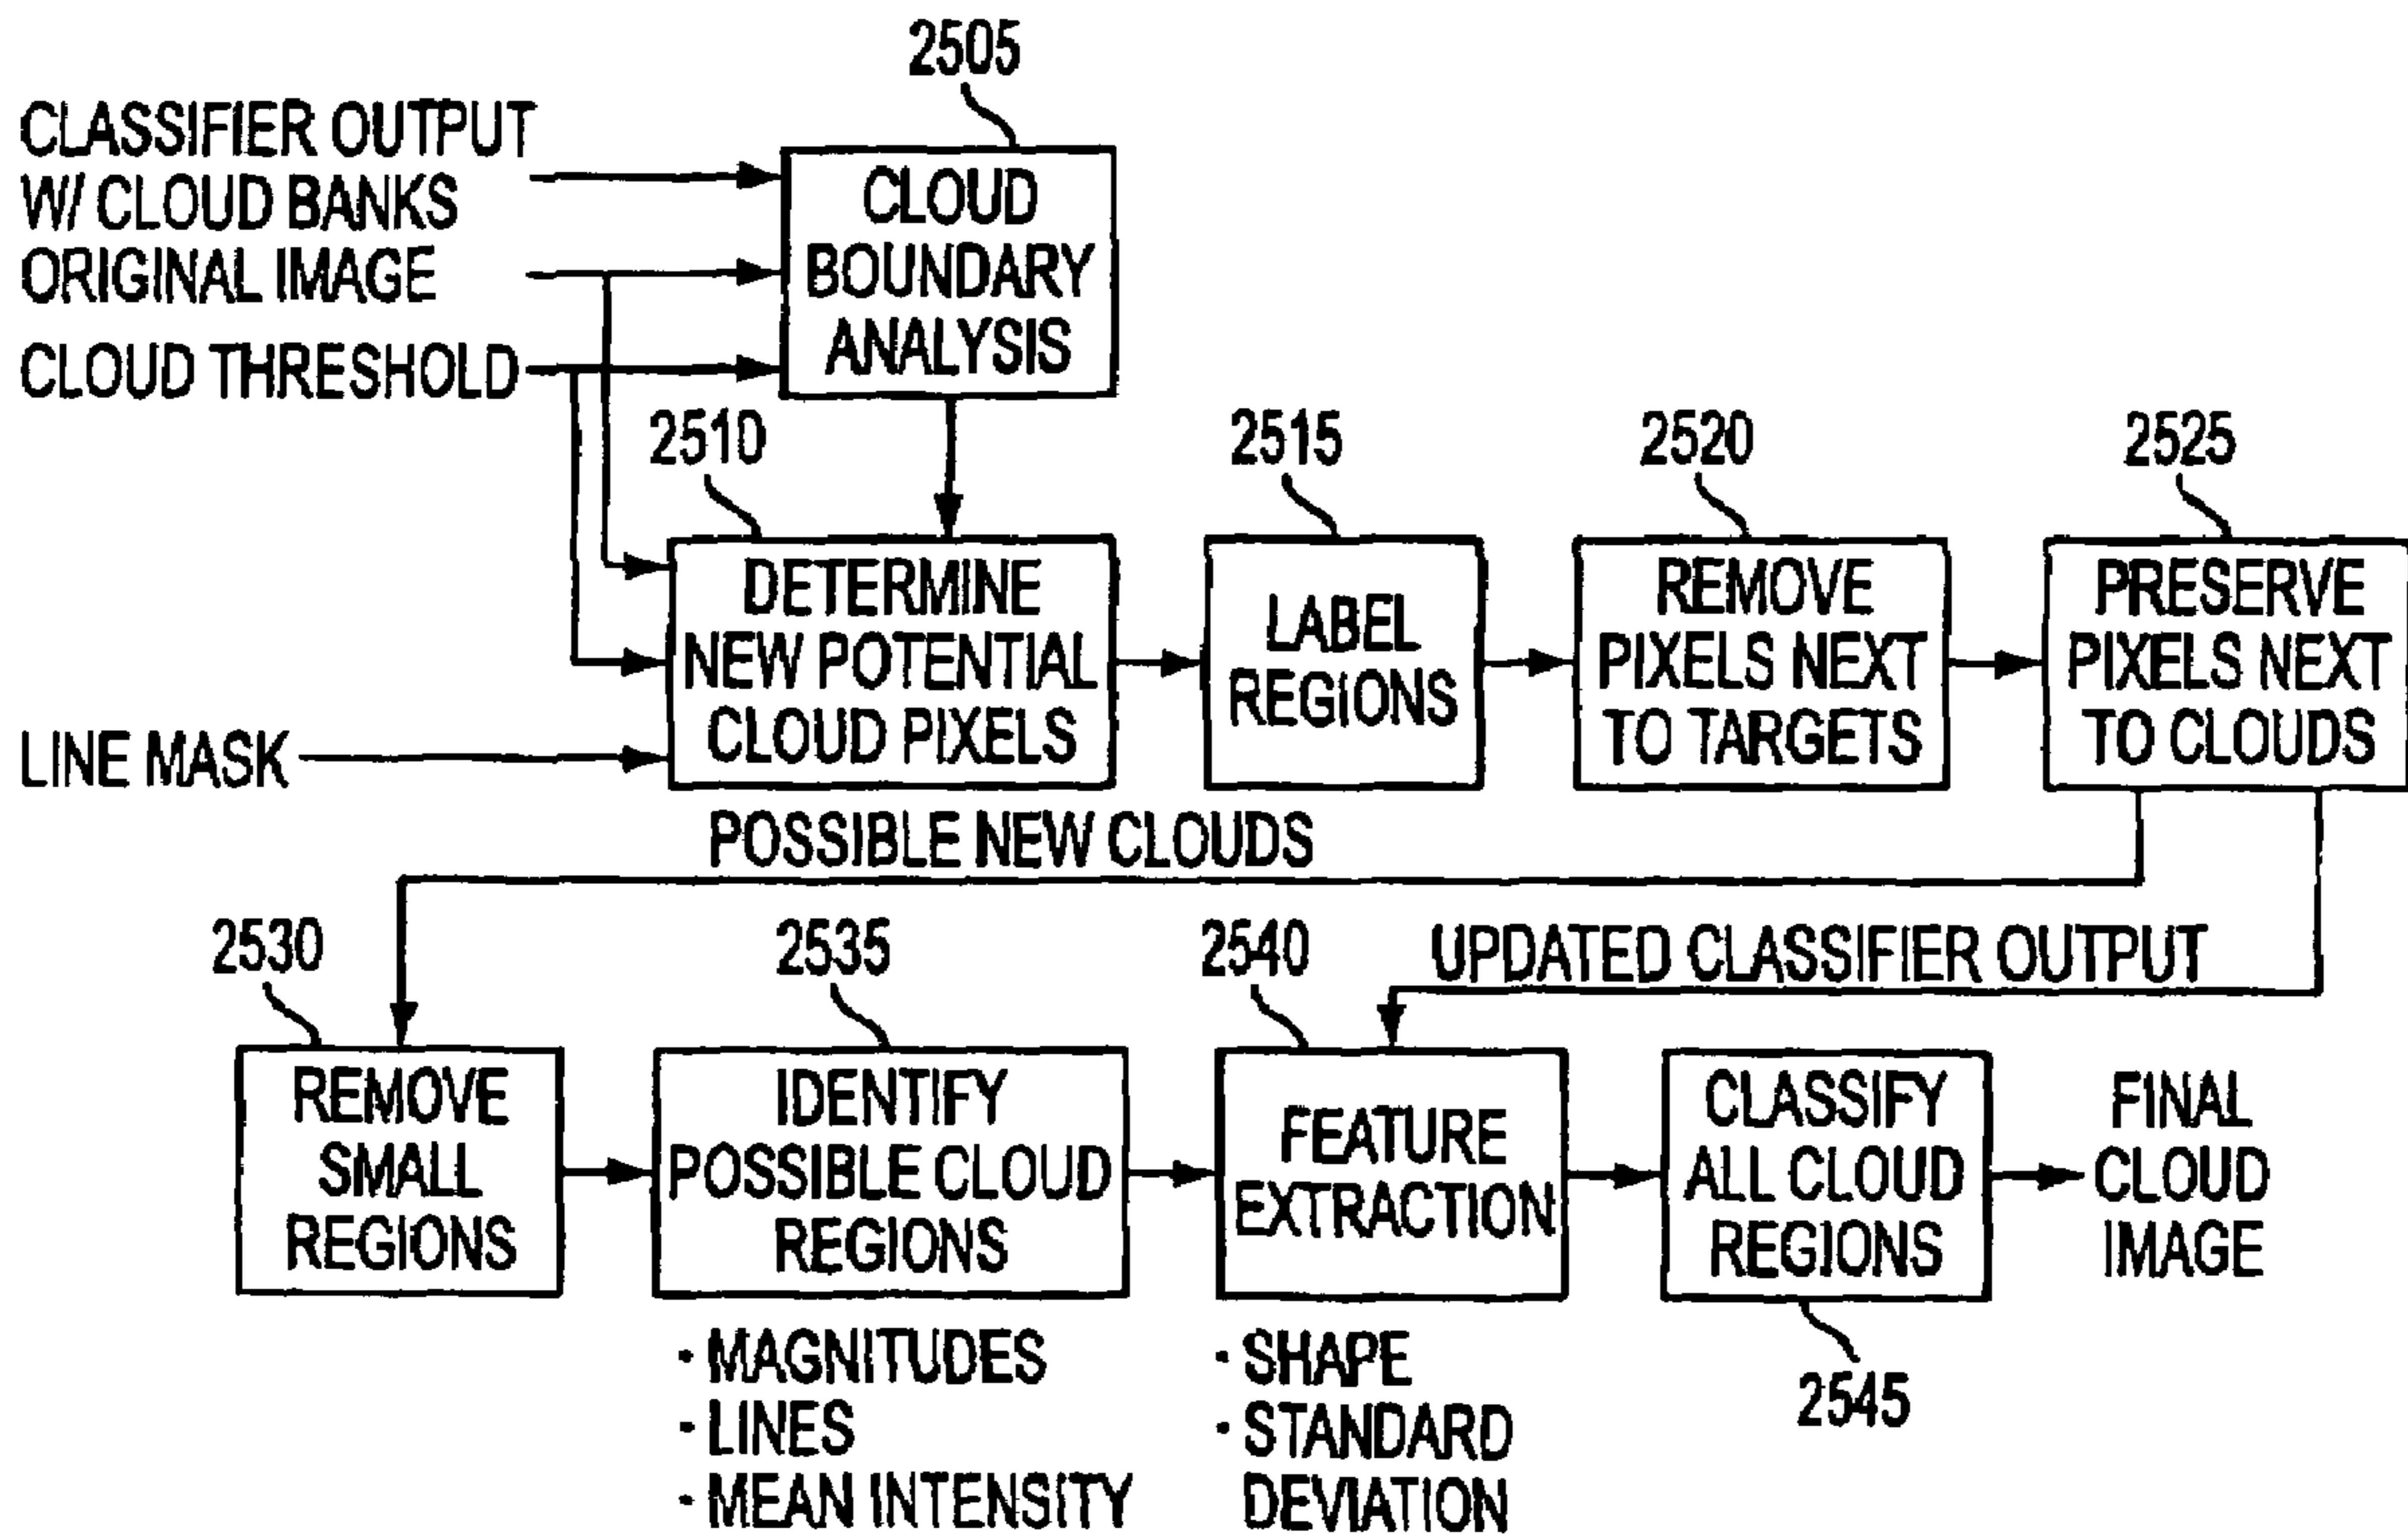 2505
CLASSIFIER OUTPUT
W/ CLOUD BANKS
ORIGINAL IMAGE
CLOUD THRESHOLD
CLOUD
BOUNDARY
ANALYSIS
2510
2515
2520
2525
LINE MASK
DETERMINE
NEW POTENTIAL
CLOUD PIXELS
LABEL
REGIONS
REMOVE
PIXELS NEXT
TO TARGETS
PRESERVE
PIXELS NEXT
TO CLOUDS
POSSIBLE NEW CLOUDS
UPDATED CLASSIFIER OUTPUT
2530
2535
2540
REMOVE
SMALL
REGIONS
IDENTIFY
POSSIBLE CLOUD
REGIONS
FEATURE
EXTRACTION
CLASSIFY
ALL CLOUD
REGIONS
FINAL
CLOUD
IMAGE
· MAGNITUDES
· LINES
· MEAN INTENSITY
· SHAPE
· STANDARD
DEVIATION
2545